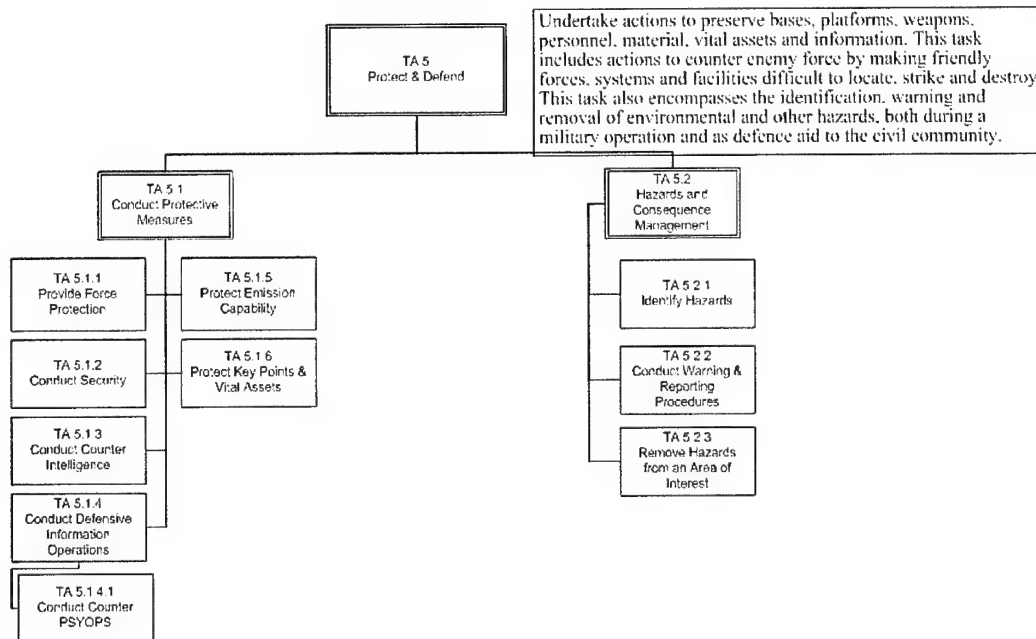 TA 5
Protect & Defend
Undertake actions to preserve bases, platforms, weapons,
personnel, material, vital assets and information. This task
includes actions to counter enemy force by making friendly
forces, systems and facilities difficult to locate, strike and destroy
This task also encompasses the identification, warning and
removal of environmental and other hazards, both during a
military operation and as defence aid to the civil community.
TA 5.1
Conduct Protective
Measures
TA 5.2
Hazards and
Consequence
Management
TA 5.1.1
Provide Force
Protection
TA 5.1.5
Protect Emission
Capability
TA 5.1.2
Conduct Security
TA 5.1.6
Protect Key Points &
Vital Assets
TA 5.1.3
Conduct Counter
Intelligence
TA 5.1.4
Conduct Defensive
Information
Operations
TA 5.1.4.1
Conduct Counter
PSYOPS
TA 5.2.1
Identify Hazards
TA 5.2.2
Conduct Warning &
Reporting
Procedures
TA 5.2.3
Remove Hazards
from an Area of
Interest